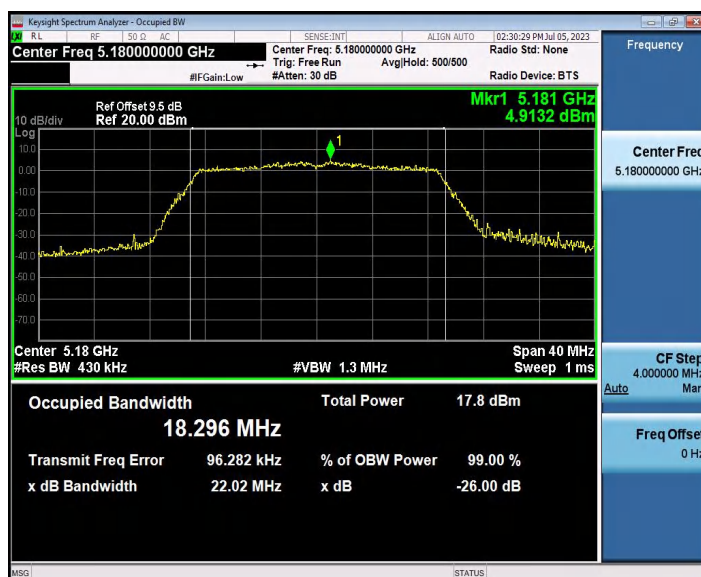 Keysight Spectrum Analyzer - Occupied BW
LXI RL RF 50 Ω AC SENSE:INT ALIGN AUTO 02:30:29 PM Jul 05, 2023
Center Freq 5.180000000 GHz
Center Freq: 5.180000000 GHz Radio Std: None
Trig: Free Run Avg|Hold: 500/500
#IFGain:Low #Atten: 30 dB Radio Device: BTS
Frequency
Ref Offset 9.5 dB Mkr1 5.181 GHz
10 dB/div Ref 20.00 dBm 4.9132 dBm
Log
10.0
1
0.00
-10.0
-20.0
-30.0
-40.0
-50.0
-60.0
-70.0
Center 5.18 GHz Span 40 MHz
#Res BW 430 kHz #VBW 1.3 MHz Sweep 1 ms
Occupied Bandwidth Total Power 17.8 dBm
18.296 MHz
Transmit Freq Error 96.282 kHz % of OBW Power 99.00 %
x dB Bandwidth 22.02 MHz x dB -26.00 dB
Center Freq
5.180000000 GHz
CF Step
4.000000 MHz
Auto Man
Freq Offset
0 Hz
MSG STATUS